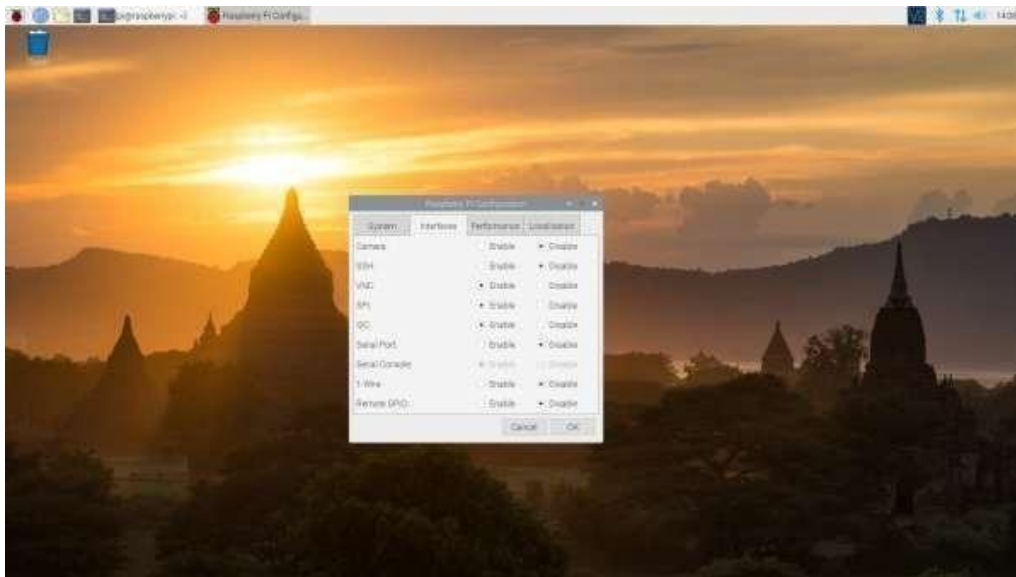 pi@raspberrypi: ~
Raspberry Pi Configu...
14:06
Raspberry Pi Configuration
System Interfaces Performance Localisation
Camera Enable Disable
SSH Enable Disable
VNC Enable Disable
SPI Enable Disable
I2C Enable Disable
Serial Port Enable Disable
Serial Console Enable Disable
1-Wire Enable Disable
Remote GPIO Enable Disable
Cancel OK